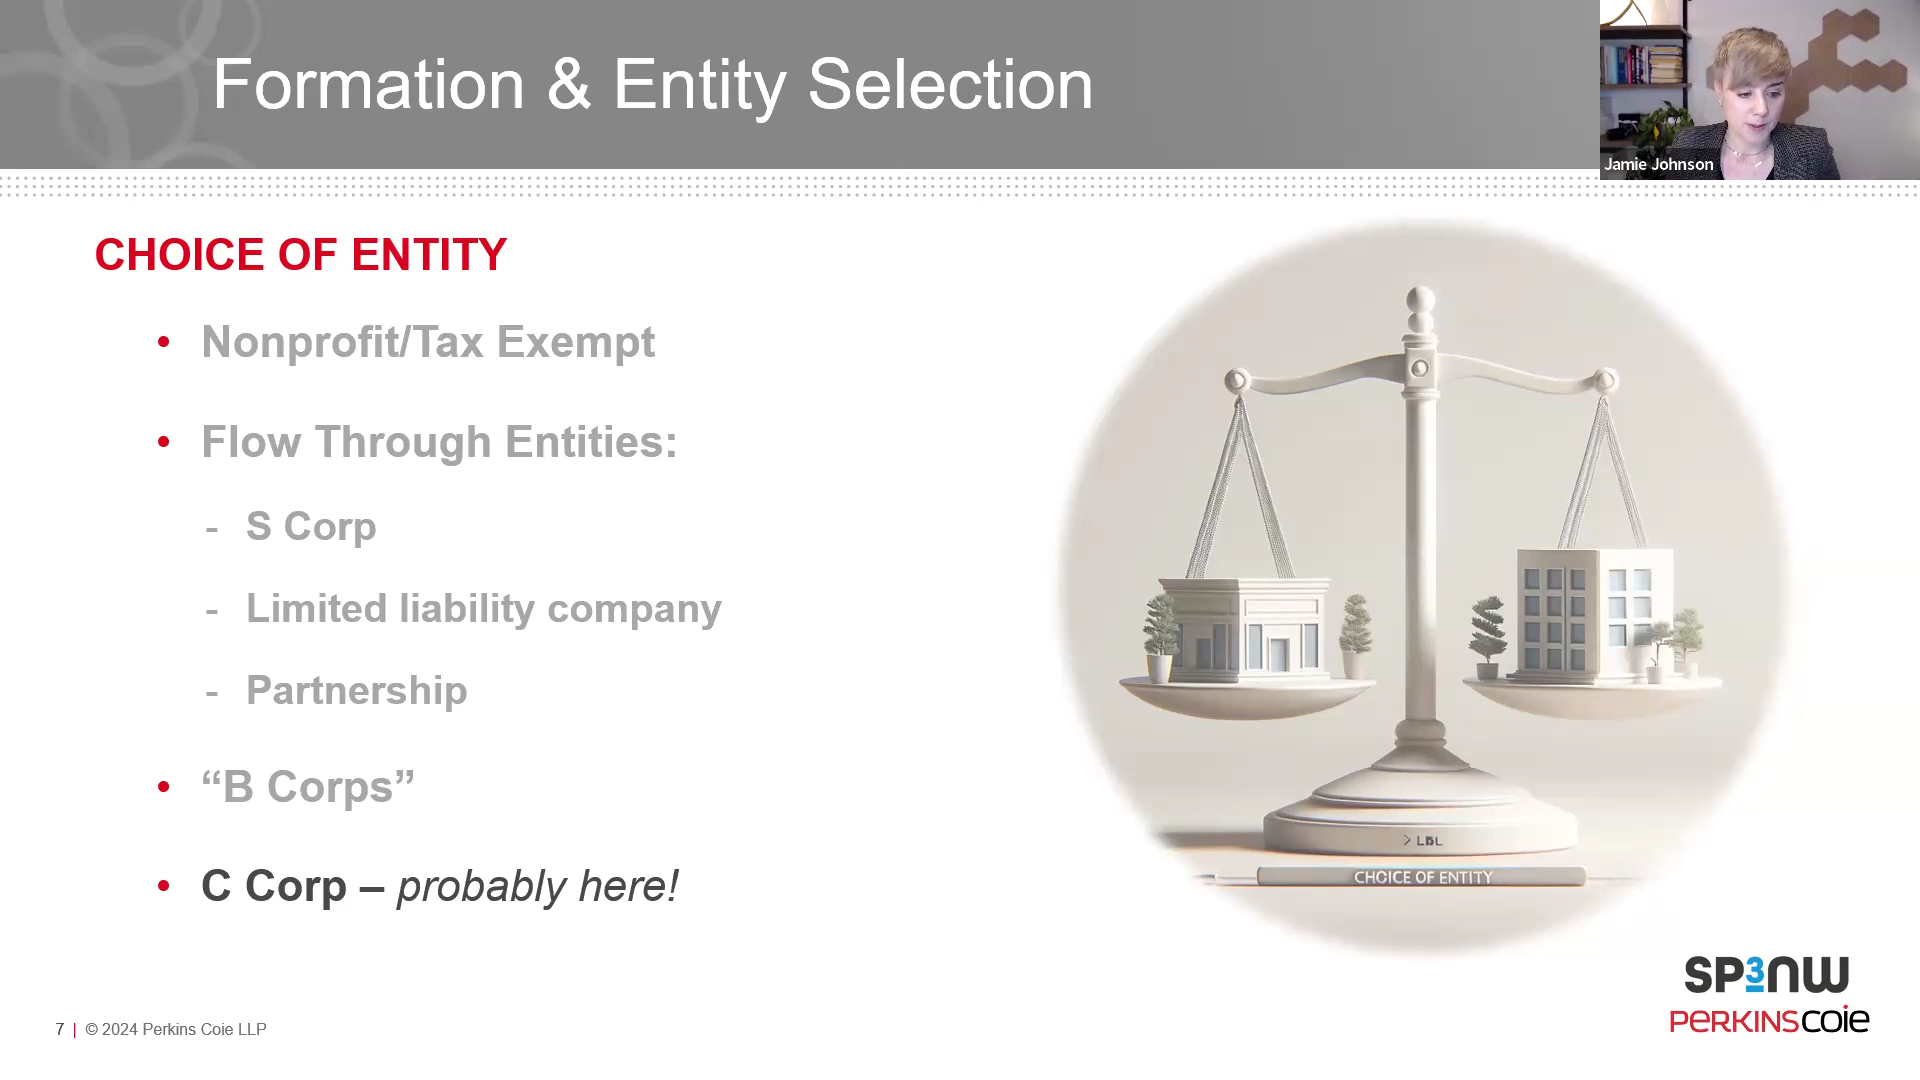 Formation & Entity Selection
Jamie Johnson
CHOICE OF ENTITY
• Nonprofit/Tax Exempt
• Flow Through Entities:
- S Corp
- Limited liability company
- Partnership
• “B Corps”
• C Corp – probably here!
CHOICE OF ENTITY
SP3NW
PERKINSCOIE
7 | © 2024 Perkins Coie LLP